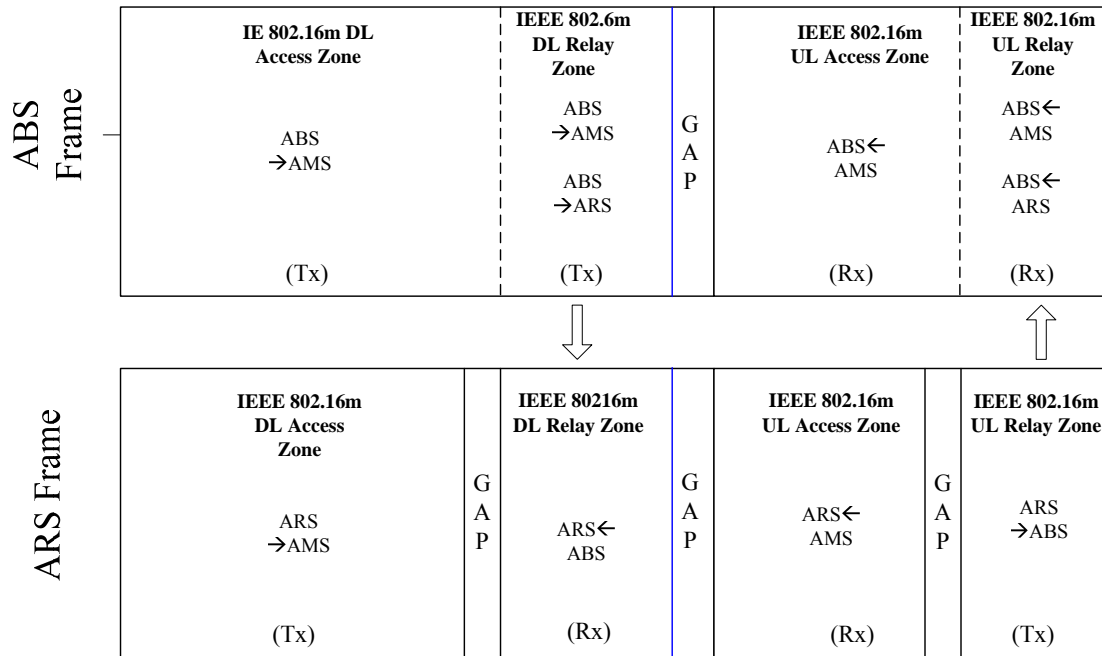 ABS
Frame
IE 802.16m DL
Access Zone
ABS
→AMS
(Tx)
IEEE 802.6m
DL Relay
Zone
ABS
→AMS
ABS
→ARS
(Tx)
G
A
P
IEEE 802.16m
UL Access Zone
ABS←
AMS
(Rx)
IEEE 802.16m
UL Relay
Zone
ABS←
AMS
ABS←
ARS
(Rx)
ARS Frame
IEEE 802.16m
DL Access
Zone
ARS
→AMS
(Tx)
G
A
P
IEEE 80216m
DL Relay Zone
ARS←
ABS
(Rx)
G
A
P
IEEE 802.16m
UL Access Zone
ARS←
AMS
(Rx)
G
A
P
IEEE 802.16m
UL Relay Zone
ARS
→ABS
(Tx)